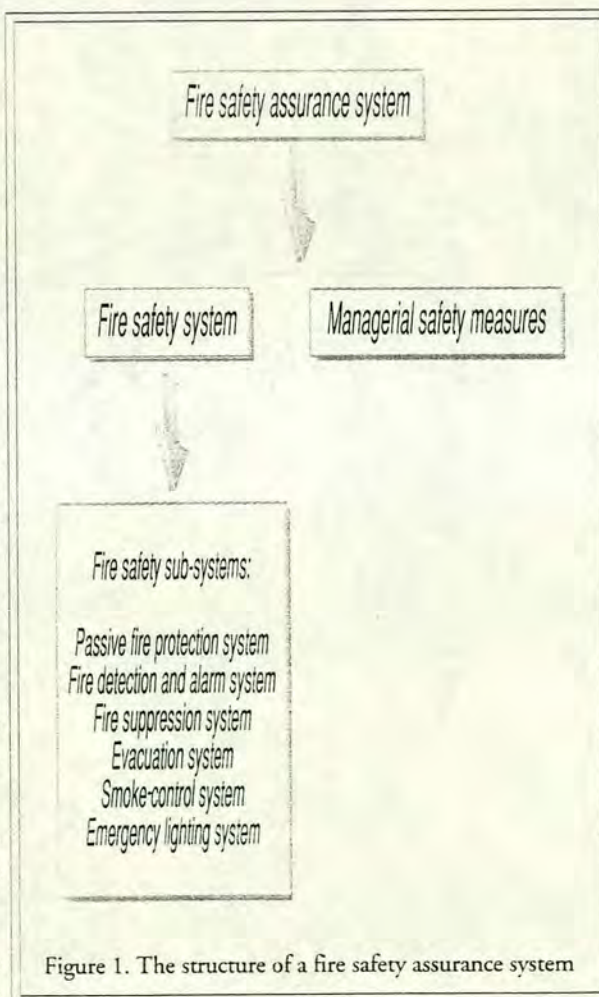 Fire safety assurance system
Fire safety system
Managerial safety measures
Fire safety sub-systems:
Passive fire protection system
Fire detection and alarm system
Fire suppression system
Evacuation system
Smoke-control system
Emergency lighting system
Figure 1. The structure of a fire safety assurance system